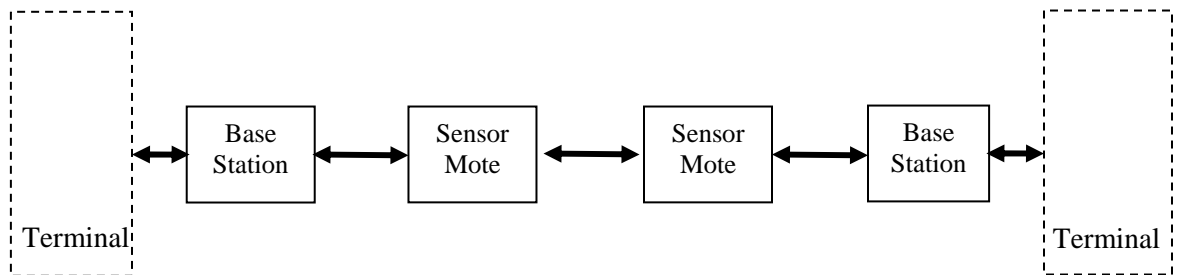 Base
Station
Sensor
Mote
Sensor
Mote
Base
Station
Terminal
Terminal